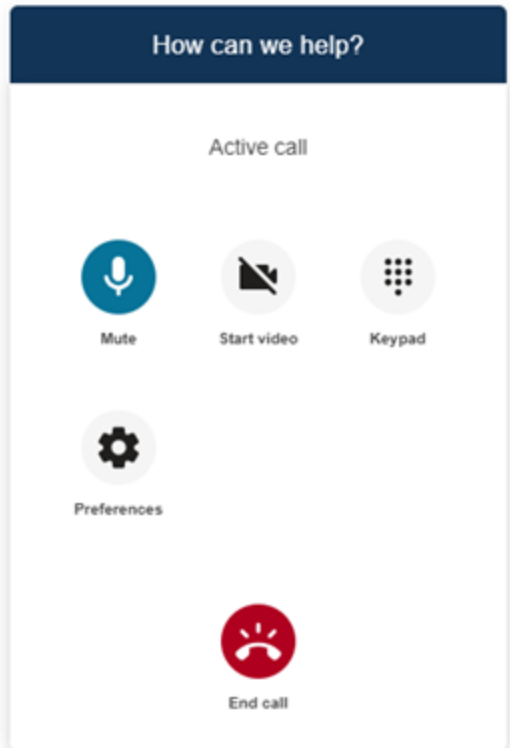 How can we help?
Active call
Mute
Start video
Keypad
Preferences
End call